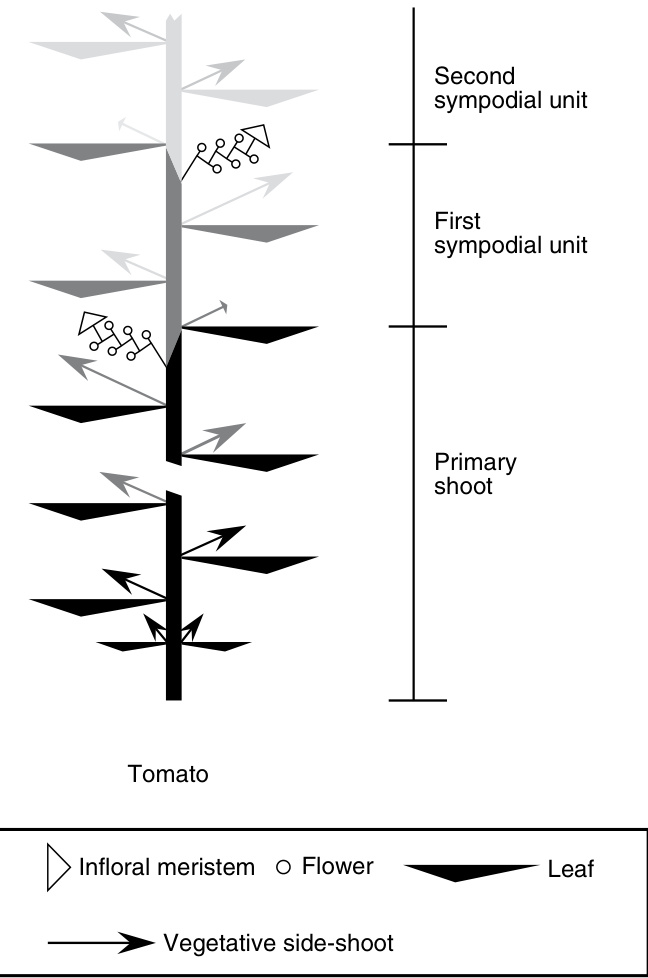 Second
sympodial unit
First
sympodial unit
Primary
shoot
Tomato
Infloral meristem
Flower
Leaf
Vegetative side-shoot